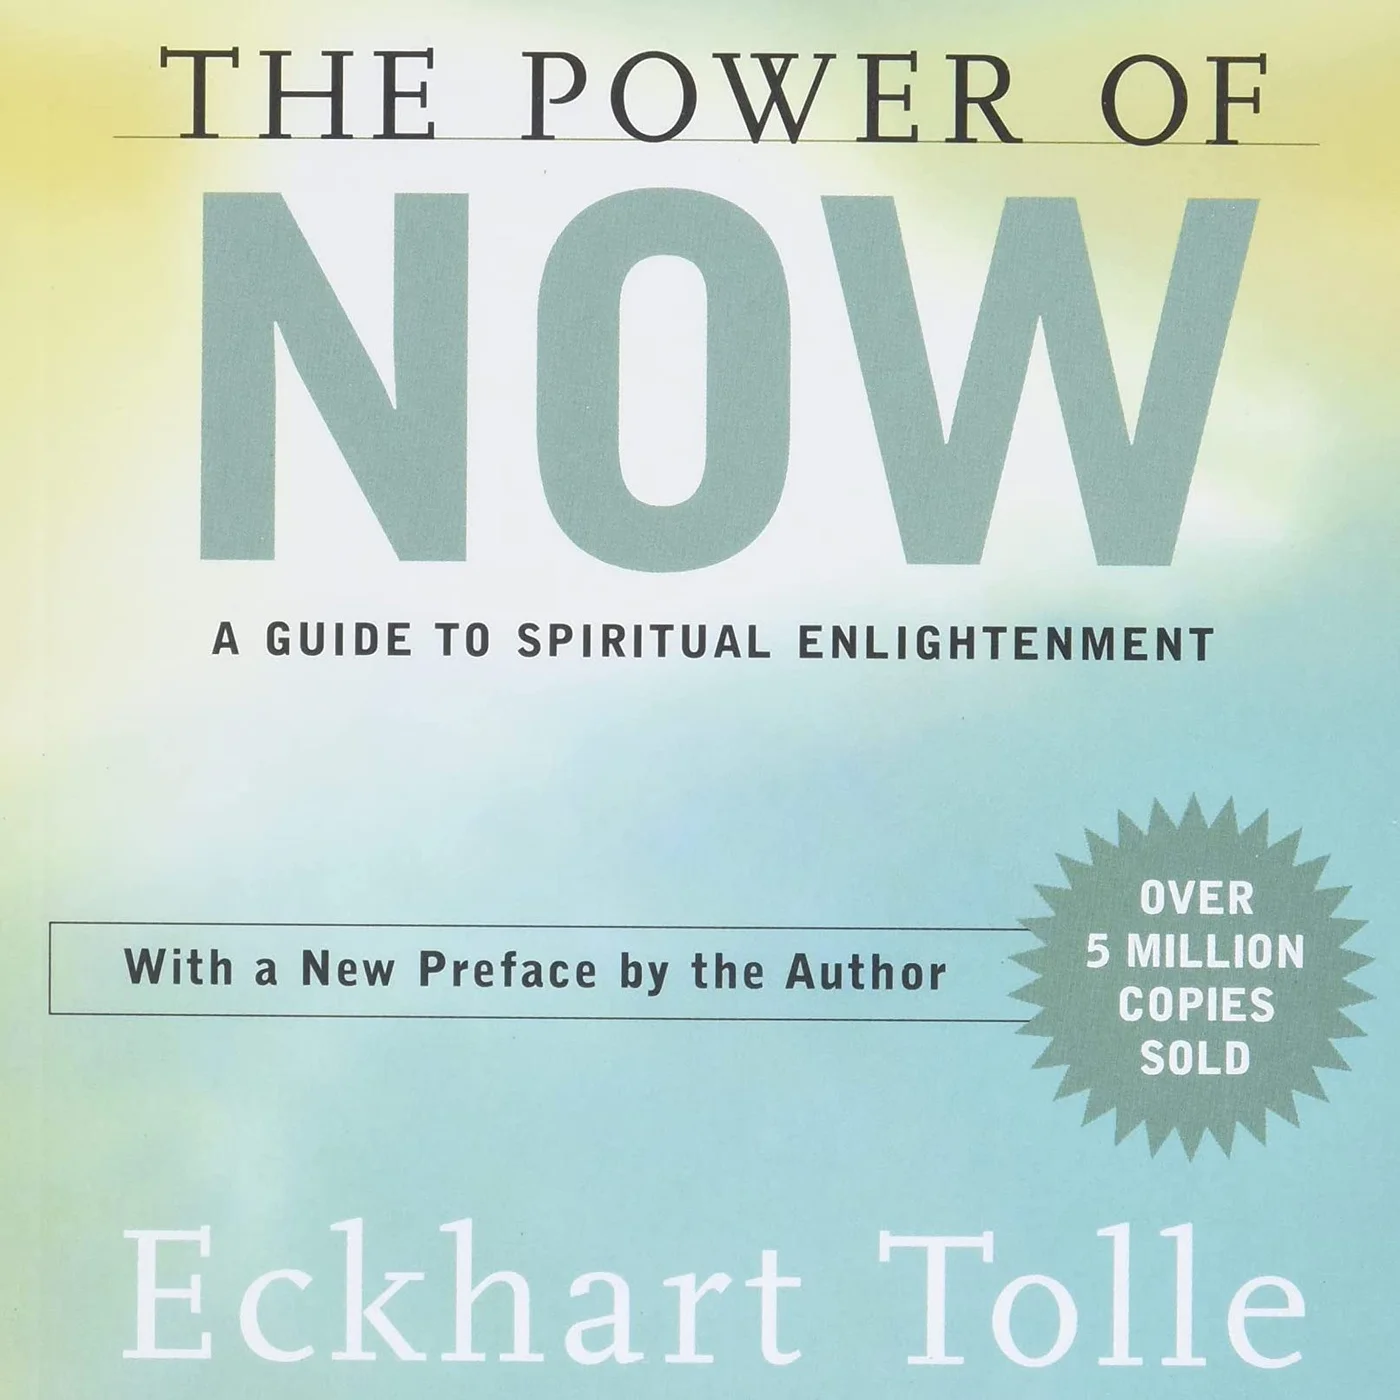 THE POWER OF
NOW
A GUIDE TO SPIRITUAL ENLIGHTENMENT
With a New Preface by the Author
OVER
5 MILLION
COPIES
SOLD
Eckhart Tolle